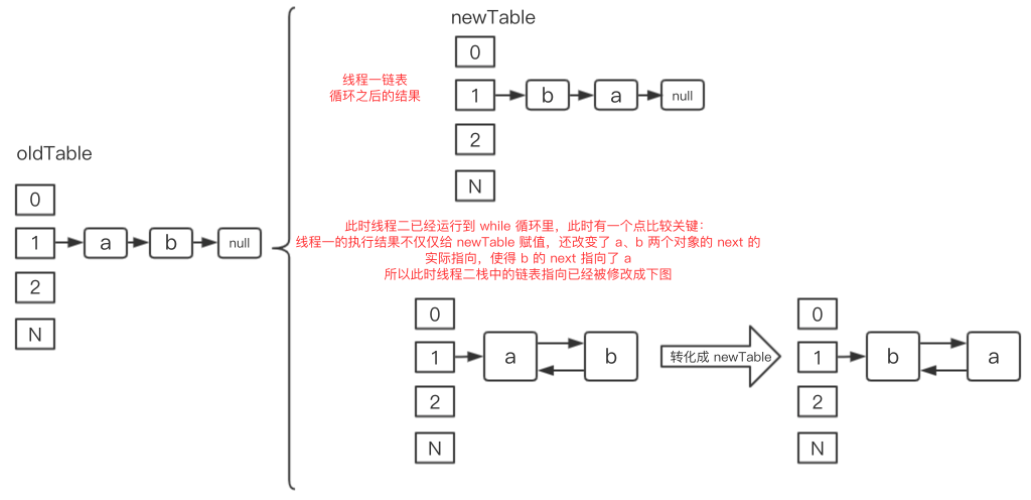 oldTable
0
1
a
b
null
2
N
newTable
0
线程一链表
循环之后的结果
1
b
a
null
2
N
此时线程二已经运行到 while 循环里，此时有一个点比较关键：
线程一的执行结果不仅仅给 newTable 赋值，还改变了 a、b 两个对象的 next 的
实际指向，使得 b 的 next 指向了 a
所以此时线程二栈中的链表指向已经被修改成下图
0
1
a
b
2
N
转化成 newTable
0
1
b
a
2
N